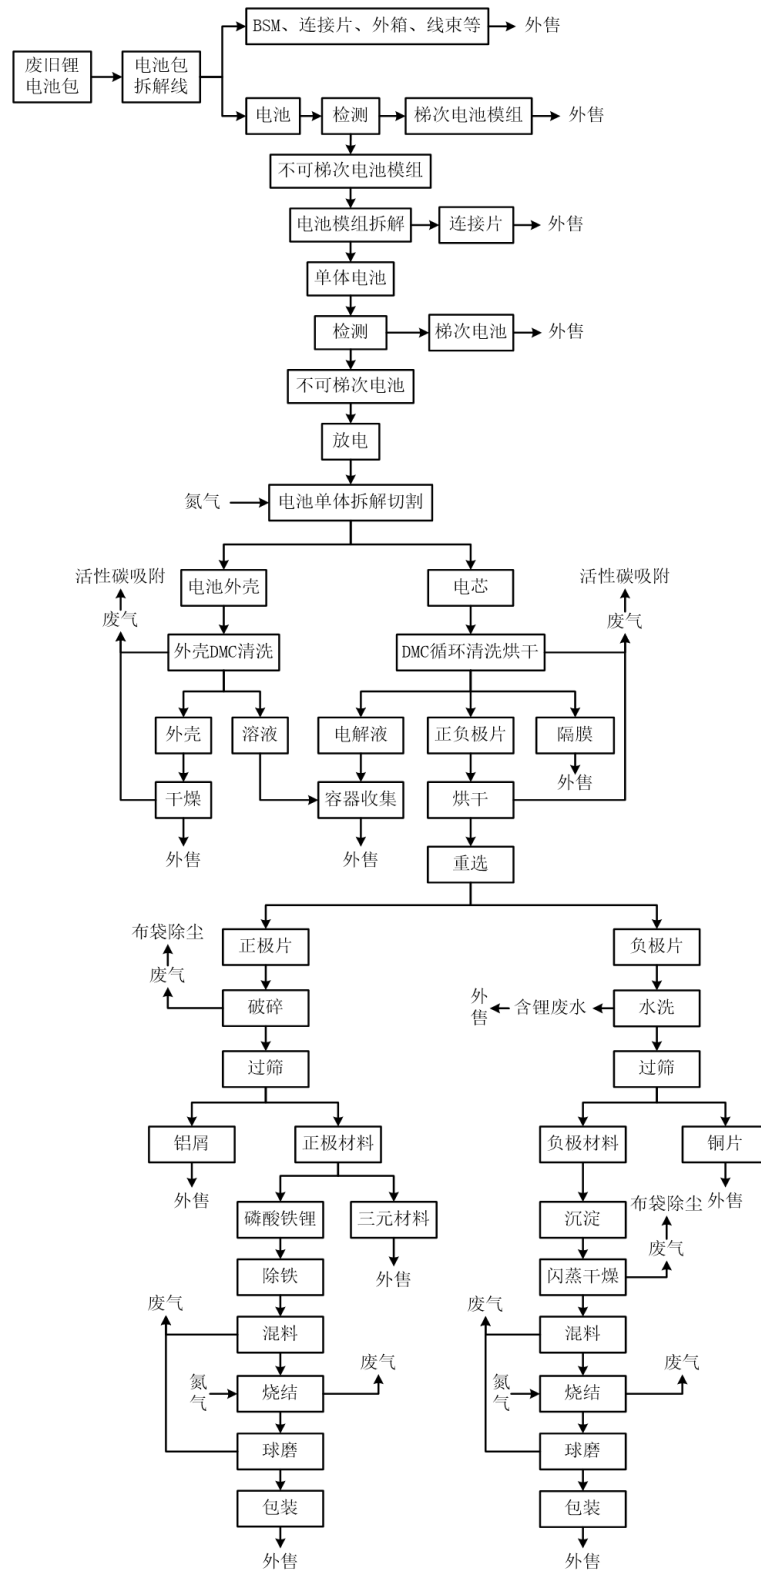 BSM、连接片、外箱、线束等
外售
废旧锂
电池包
电池包
拆解线
电池
检测
梯次电池模组
外售
不可梯次电池模组
电池模组拆解
连接片
外售
单体电池
检测
梯次电池
外售
不可梯次电池
放电
氮气
电池单体拆解切割
活性碳吸附
废气
电池外壳
电芯
活性碳吸附
废气
外壳DMC清洗
DMC循环清洗烘干
外壳
溶液
电解液
正负极片
隔膜
外售
干燥
容器收集
烘干
外售
外售
重选
布袋除尘
废气
正极片
负极片
破碎
外
售
含锂废水
水洗
过筛
过筛
铝屑
正极材料
负极材料
铜片
外售
外售
磷酸铁锂
三元材料
沉淀
布袋除尘
废气
外售
除铁
闪蒸干燥
废气
混料
废气
混料
氮
气
烧结
废气
氮
气
烧结
废气
球磨
球磨
包装
包装
外售
外售